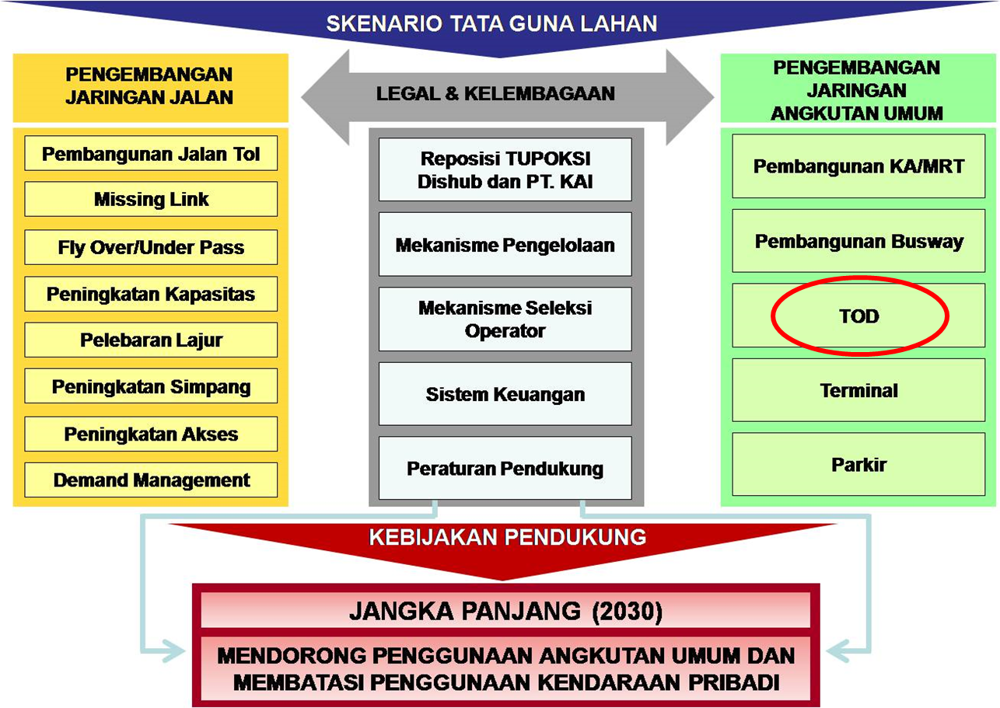 SKENARIO TATA GUNA LAHAN
PENGEMBANGAN
JARINGAN JALAN
Pembangunan Jalan Tol
Missing Link
Fly Over/Under Pass
Peningkatan Kapasitas
Pelebaran Lajur
Peningkatan Simpang
Peningkatan Akses
Demand Management
LEGAL & KELEMBAGAAN
Reposisi TUPOKSI
Dishub dan PT. KAI
Mekanisme Pengelolaan
Mekanisme Seleksi
Operator
Sistem Keuangan
Peraturan Pendukung
PENGEMBANGAN
JARINGAN
ANGKUTAN UMUM
Pembangunan KA/MRT
Pembangunan Busway
TOD
Terminal
Parkir
KEBIJAKAN PENDUKUNG
JANGKA PANJANG (2030)
MENDORONG PENGGUNAAN ANGKUTAN UMUM DAN
MEMBATASI PENGGUNAAN KENDARAAN PRIBADI